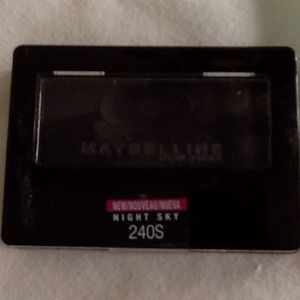 MAYBELLINE
NEW YORK
NEW/NOUVEAU/NUEVA
NIGHT SKY
240S